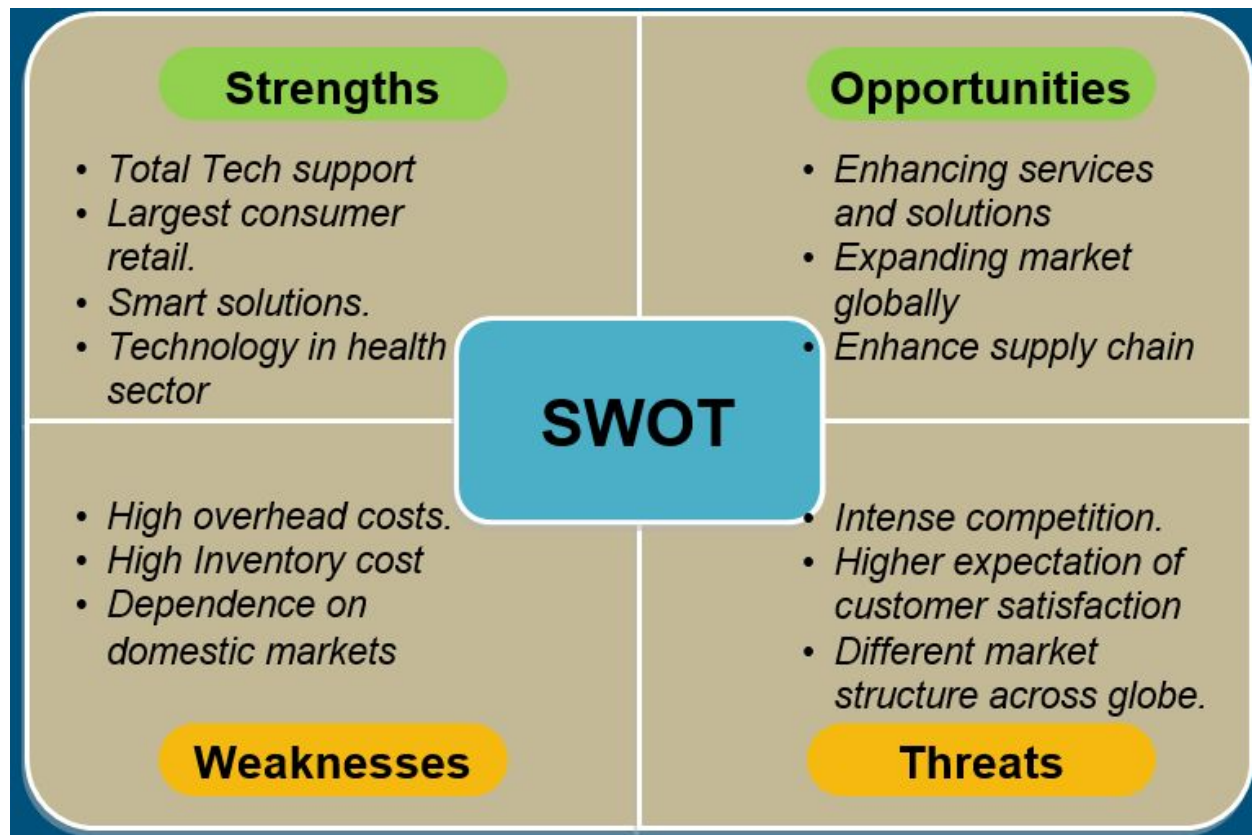 Strengths
• Total Tech support
• Largest consumer
retail.
• Smart solutions.
• Technology in health
sector
Opportunities
• Enhancing services
and solutions
• Expanding market
globally
• Enhance supply chain
SWOT
• High overhead costs.
• High Inventory cost
• Dependence on
domestic markets
Weaknesses
• Intense competition.
• Higher expectation of
customer satisfaction
• Different market
structure across globe.
Threats